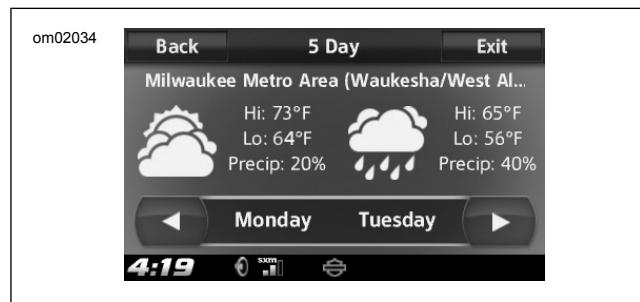 om02034
Back 5 Day Exit
Milwaukee Metro Area (Waukesha/West Al...
Hi: 73°F Hi: 65°F
Lo: 64°F Lo: 56°F
Precip: 20% Precip: 40%
Monday Tuesday
4:19 sxm